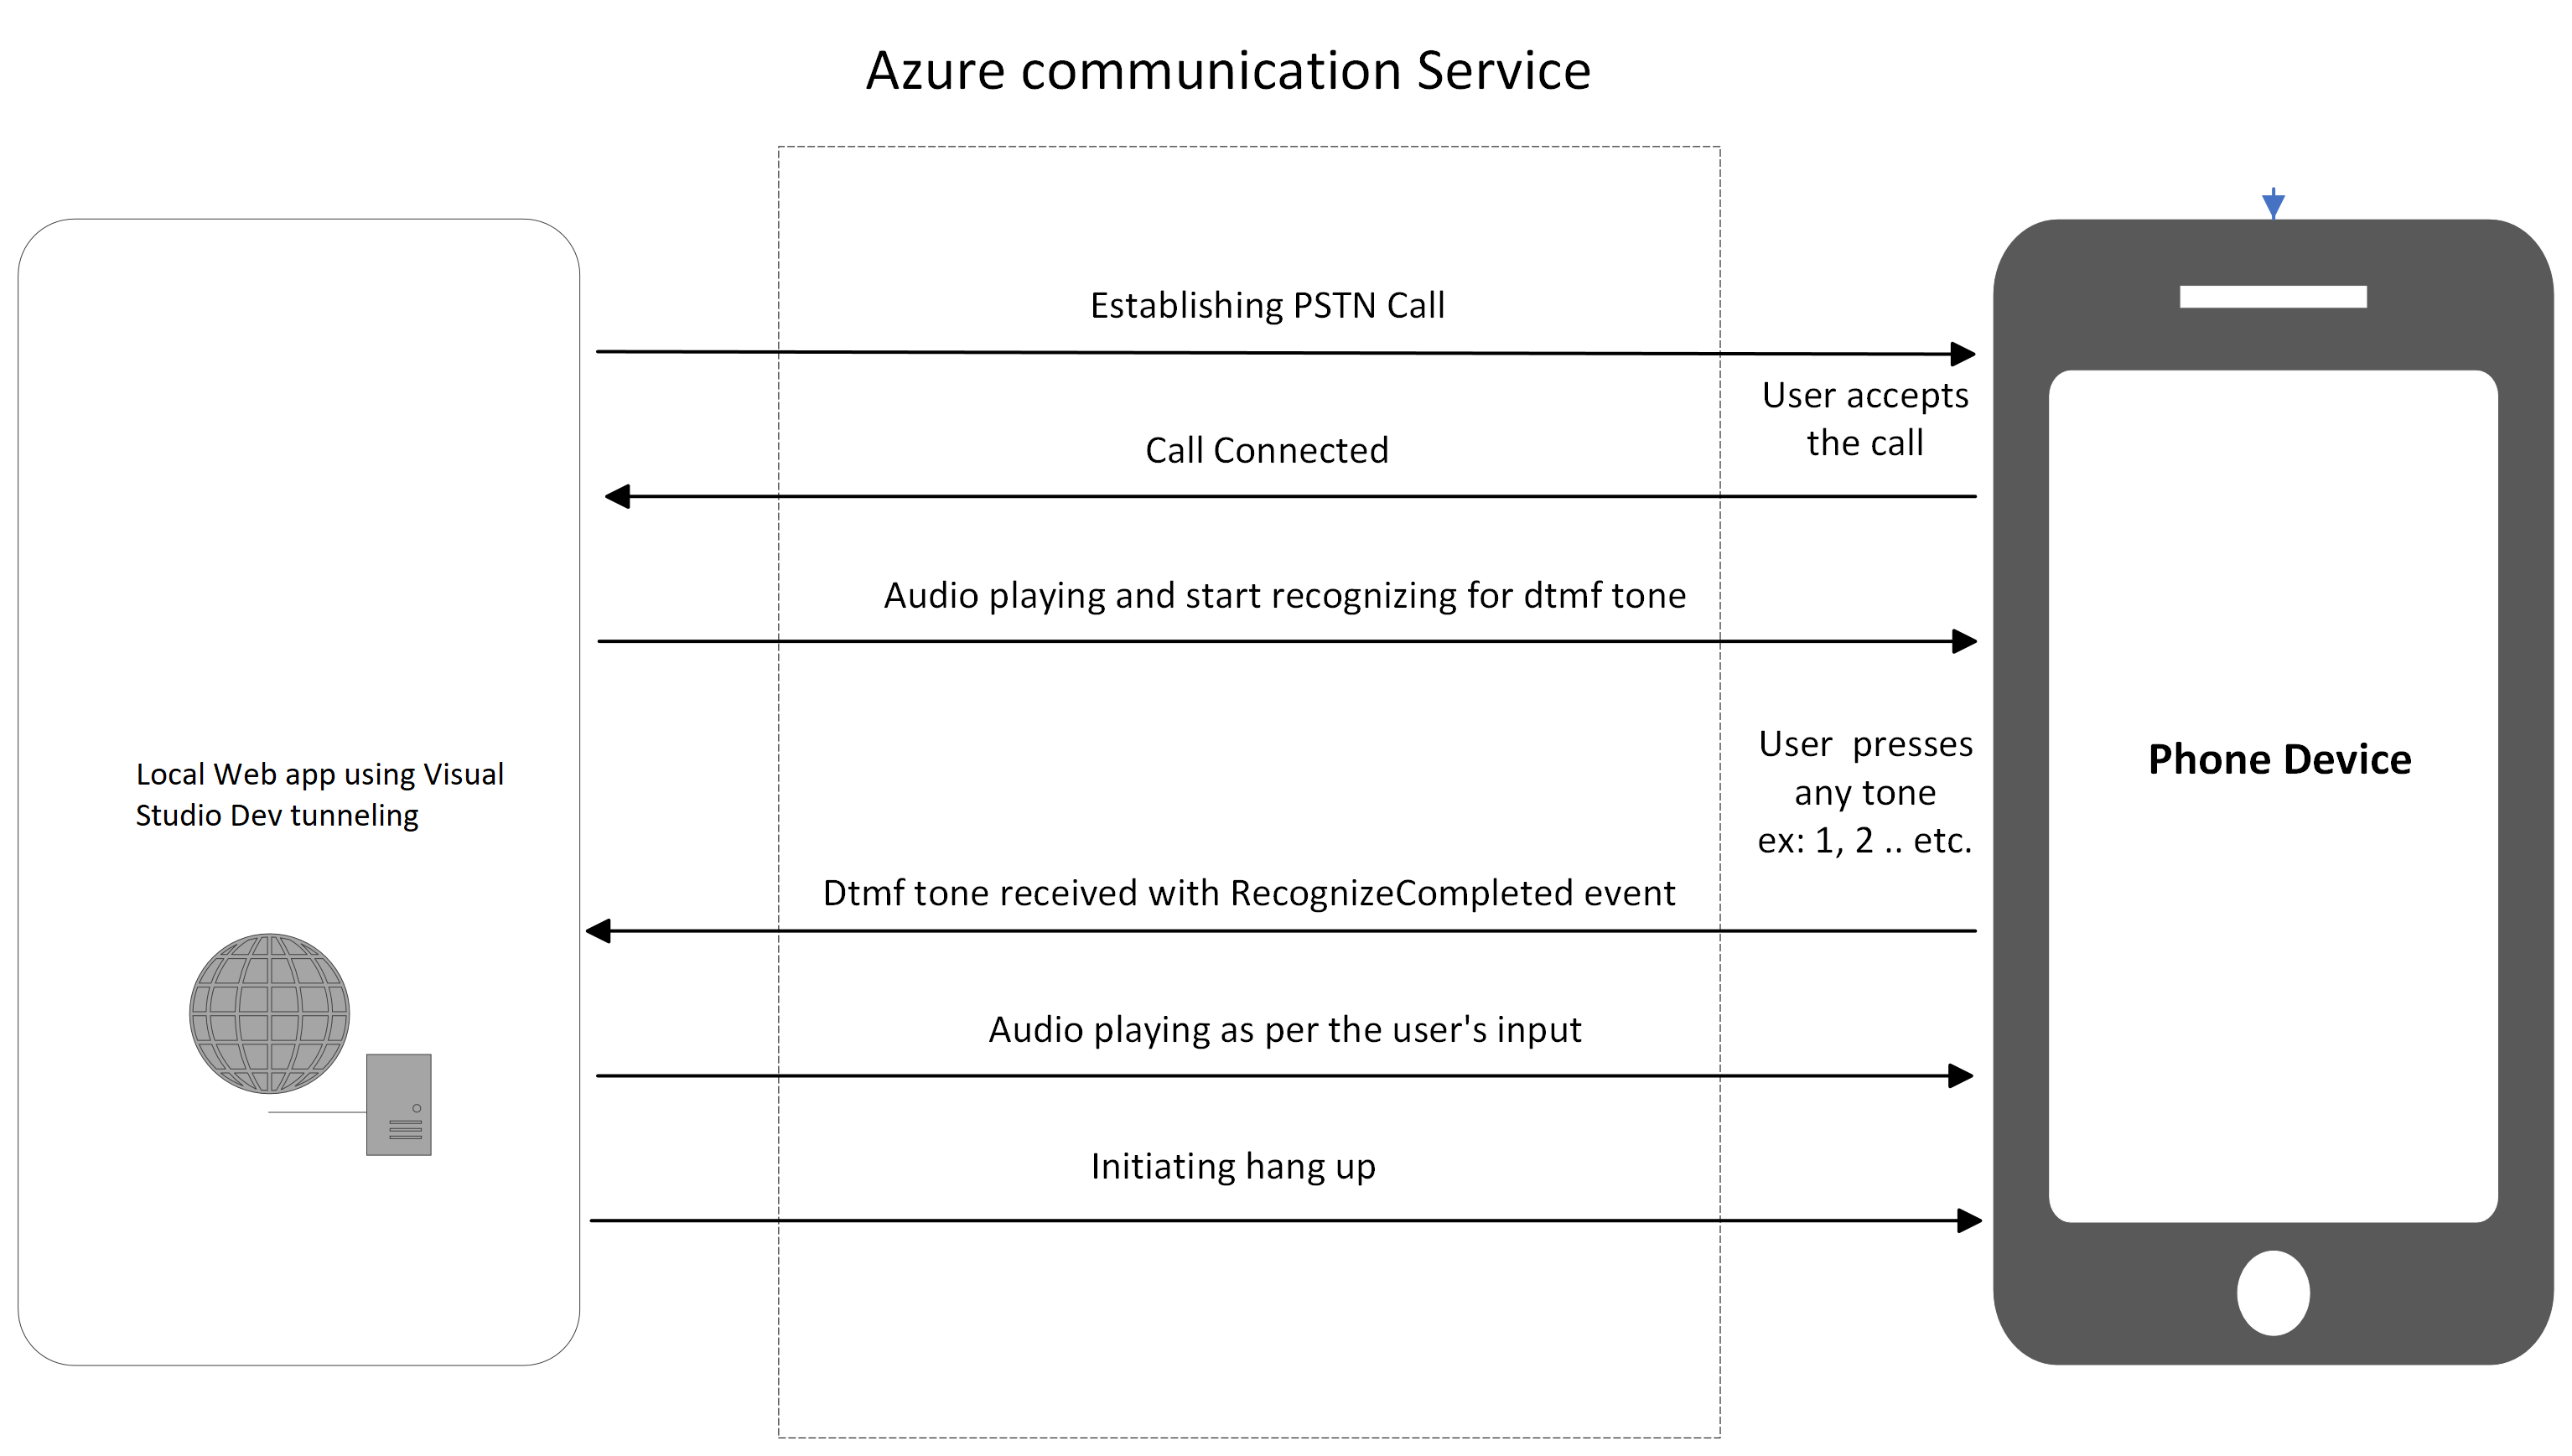 Azure communication Service
Establishing PSTN Call
User accepts
the call
Call Connected
Audio playing and start recognizing for dtmf tone
User  presses
any tone
ex: 1, 2 .. etc.
Local Web app using Visual
Studio Dev tunneling
Phone Device
Dtmf tone received with RecognizeCompleted event
Audio playing as per the user's input
Initiating hang up